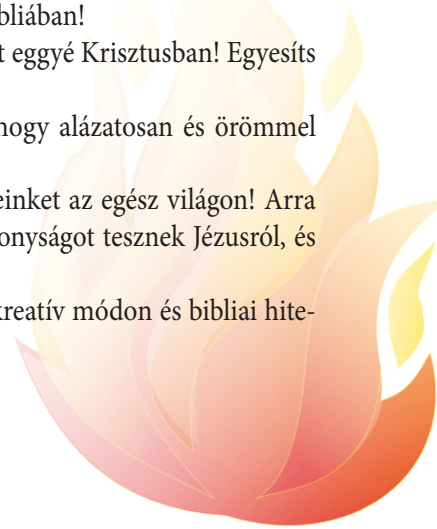 bliában!
t eggyé Krisztusban! Egyesíts
hogy alázatosan és örömmel
einket az egész világon! Arra
onyságot tesznek Jézusról, és
kreatív módon és bibliai hite-